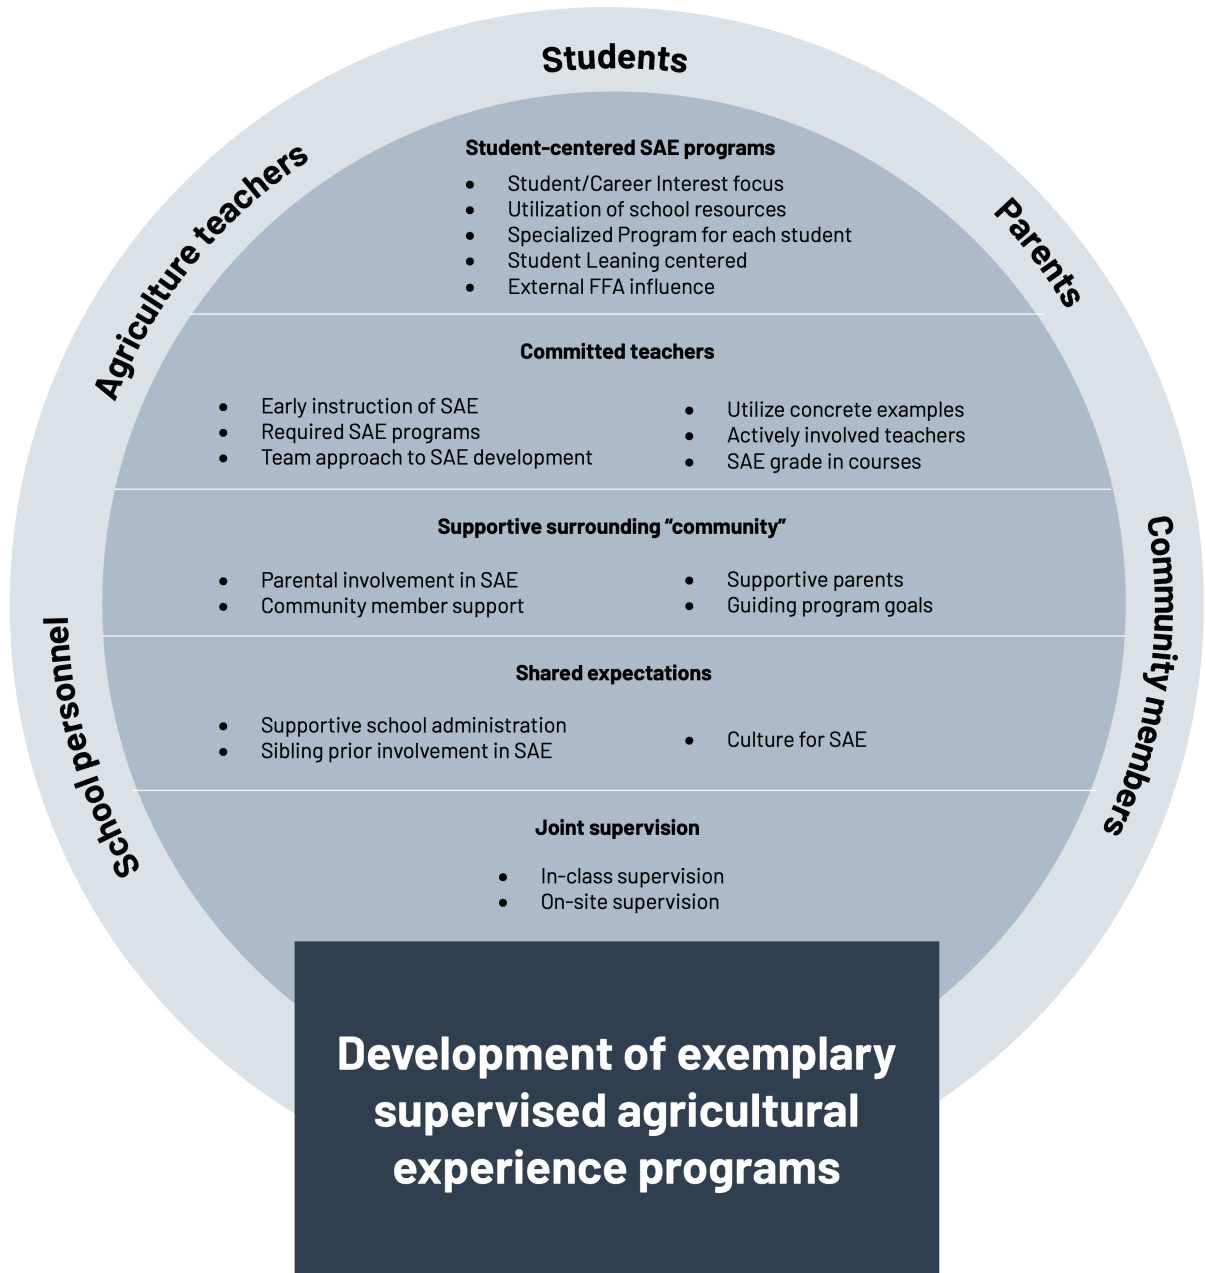 Students
Agriculture teachers
Parents
School personnel
Community members
Student-centered SAE programs
• Student/Career Interest focus
• Utilization of school resources
• Specialized Program for each student
• Student Leaning centered
• External FFA influence
Committed teachers
• Early instruction of SAE
• Required SAE programs
• Team approach to SAE development
• Utilize concrete examples
• Actively involved teachers
• SAE grade in courses
Supportive surrounding “community”
• Parental involvement in SAE
• Community member support
• Supportive parents
• Guiding program goals
Shared expectations
• Supportive school administration
• Sibling prior involvement in SAE
• Culture for SAE
Joint supervision
• In-class supervision
• On-site supervision
Development of exemplary
supervised agricultural
experience programs